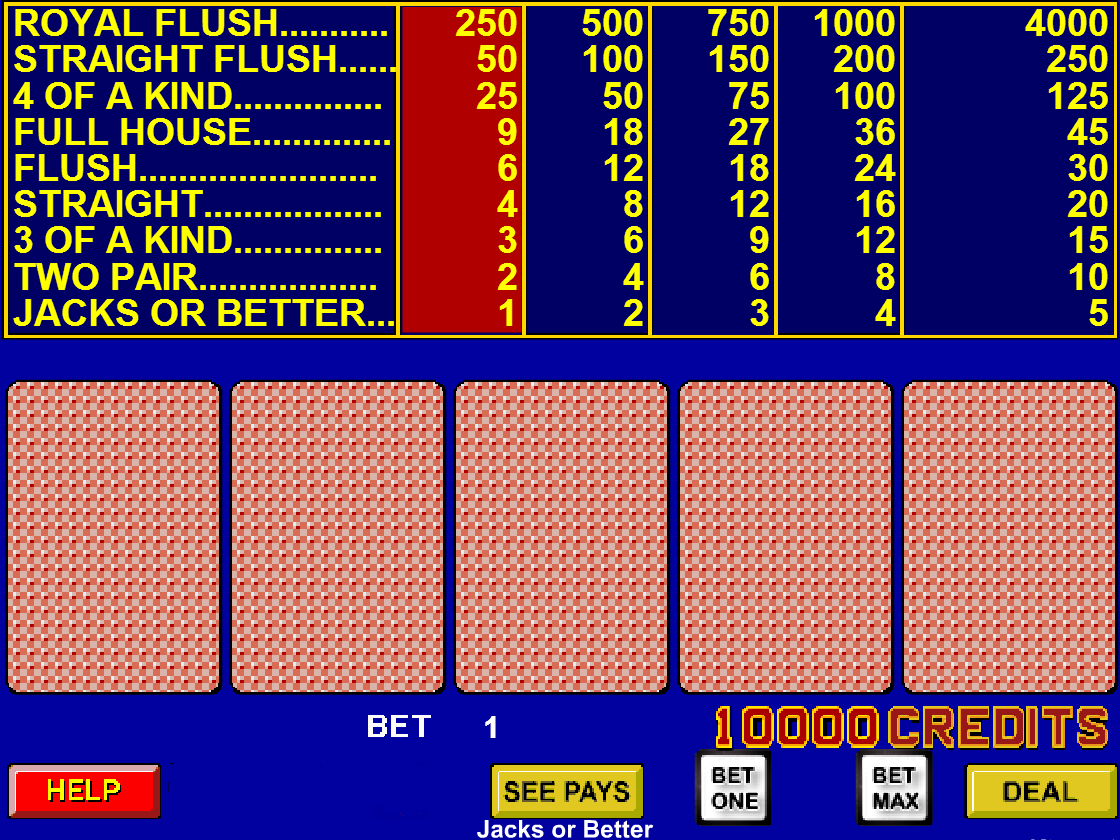 ROYAL FLUSH........... 250 500 750 1000 4000
STRAIGHT FLUSH...... 50 100 150 200 250
4 OF A KIND............... 25 50 75 100 125
FULL HOUSE.............. 9 18 27 36 45
FLUSH........................ 6 12 18 24 30
STRAIGHT.................. 4 8 12 16 20
3 OF A KIND............... 3 6 9 12 15
TWO PAIR.................. 2 4 6 8 10
JACKS OR BETTER... 1 2 3 4 5
BET 1 10000 CREDITS
HELP
SEE PAYS
BET ONE
BET MAX
DEAL
Jacks or Better